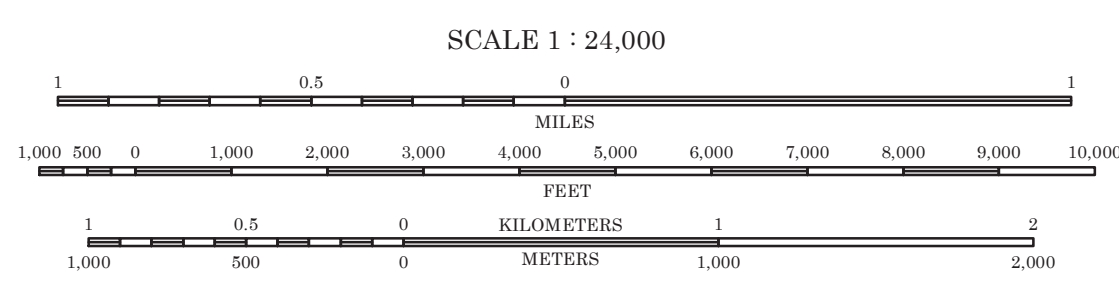 SCALE 1 : 24,000
1 0.5 0 1
MILES
1,000 500 0 1,000 2,000 3,000 4,000 5,000 6,000 7,000 8,000 9,000 10,000
FEET
1 0.5 0 KILOMETERS 1 2
1,000 500 0 METERS 1,000 2,000